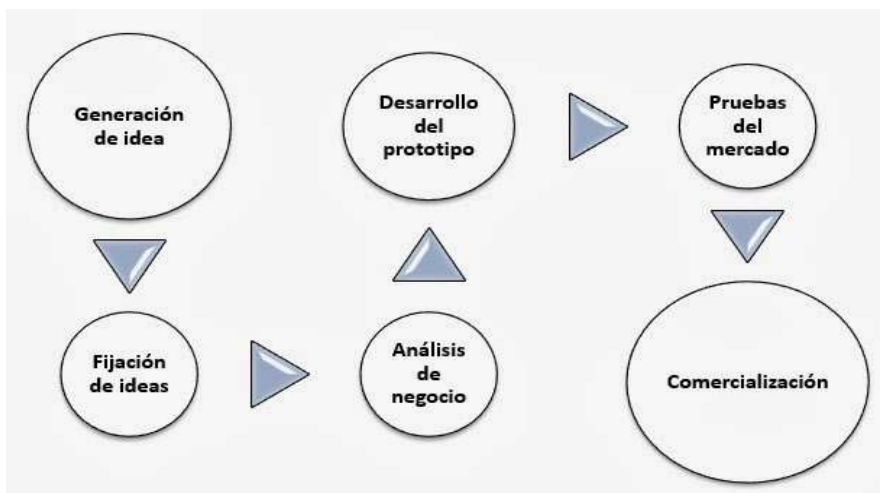 Generación
de idea
Fijación
de ideas
Análisis
de
negocio
Desarrollo
del
prototipo
Pruebas
del
mercado
Comercialización